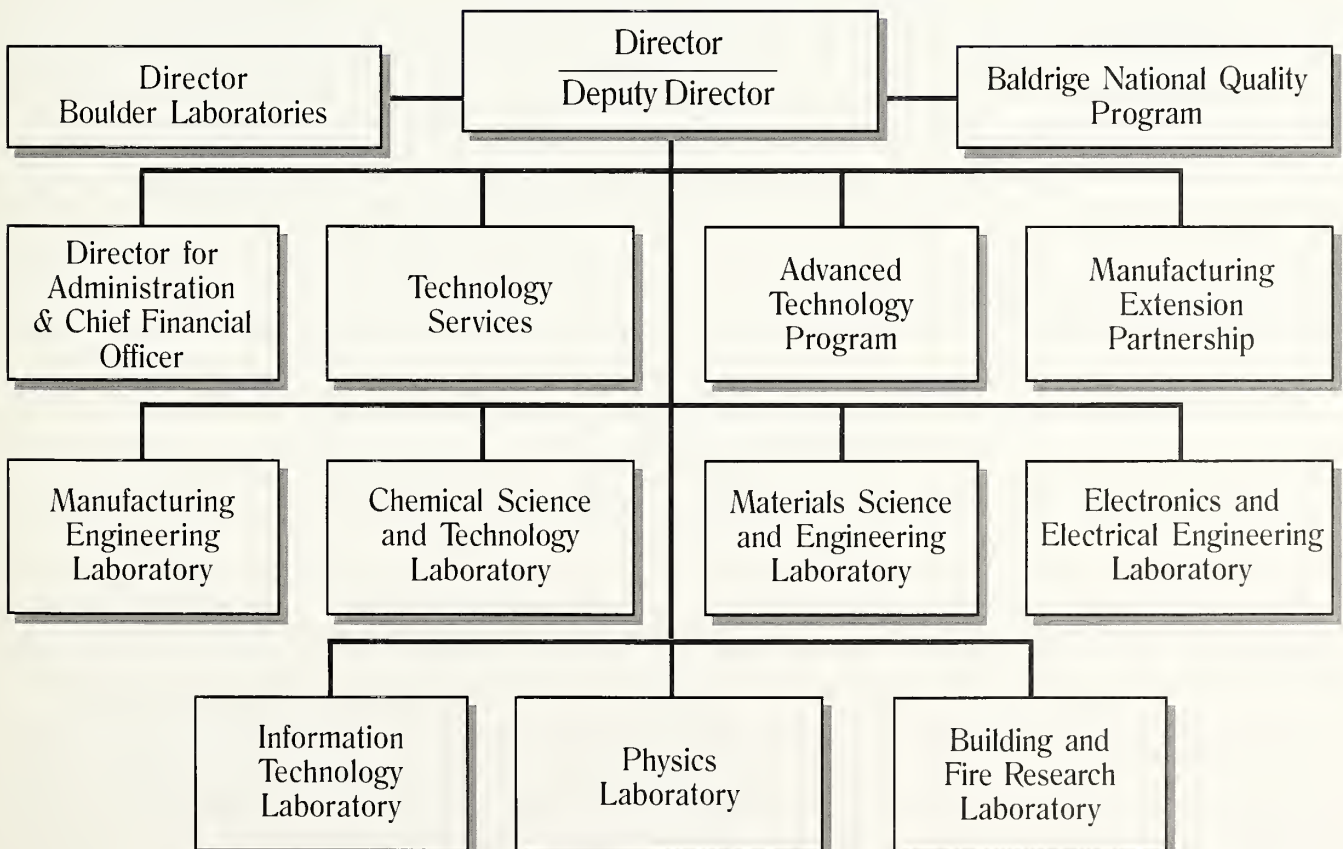 Director
Deputy Director
Director
Boulder Laboratories
Baldrige National Quality
Program
Director for
Administration
& Chief Financial
Officer
Technology
Services
Advanced
Technology
Program
Manufacturing
Extension
Partnership
Manufacturing
Engineering
Laboratory
Chemical Science
and Technology
Laboratory
Materials Science
and Engineering
Laboratory
Electronics and
Electrical Engineering
Laboratory
Information
Technology
Laboratory
Physics
Laboratory
Building and
Fire Research
Laboratory